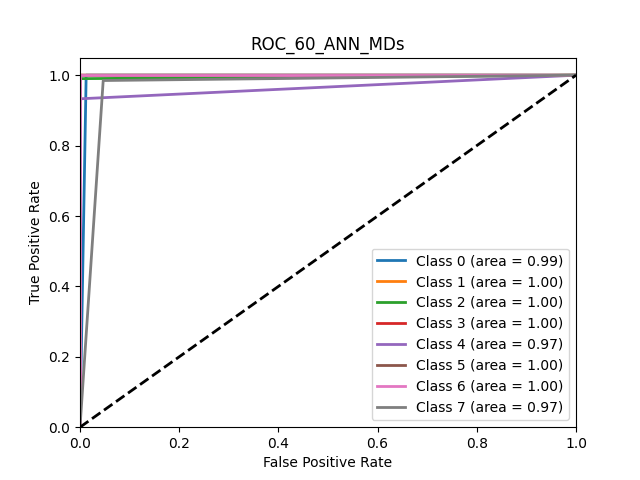 ROC_60_ANN_MDs
True Positive Rate
1.0
0.8
0.6
0.4
0.2
0.0
Class 0 (area = 0.99)
Class 1 (area = 1.00)
Class 2 (area = 1.00)
Class 3 (area = 1.00)
Class 4 (area = 0.97)
Class 5 (area = 1.00)
Class 6 (area = 1.00)
Class 7 (area = 0.97)
0.0 0.2 0.4 0.6 0.8 1.0
False Positive Rate